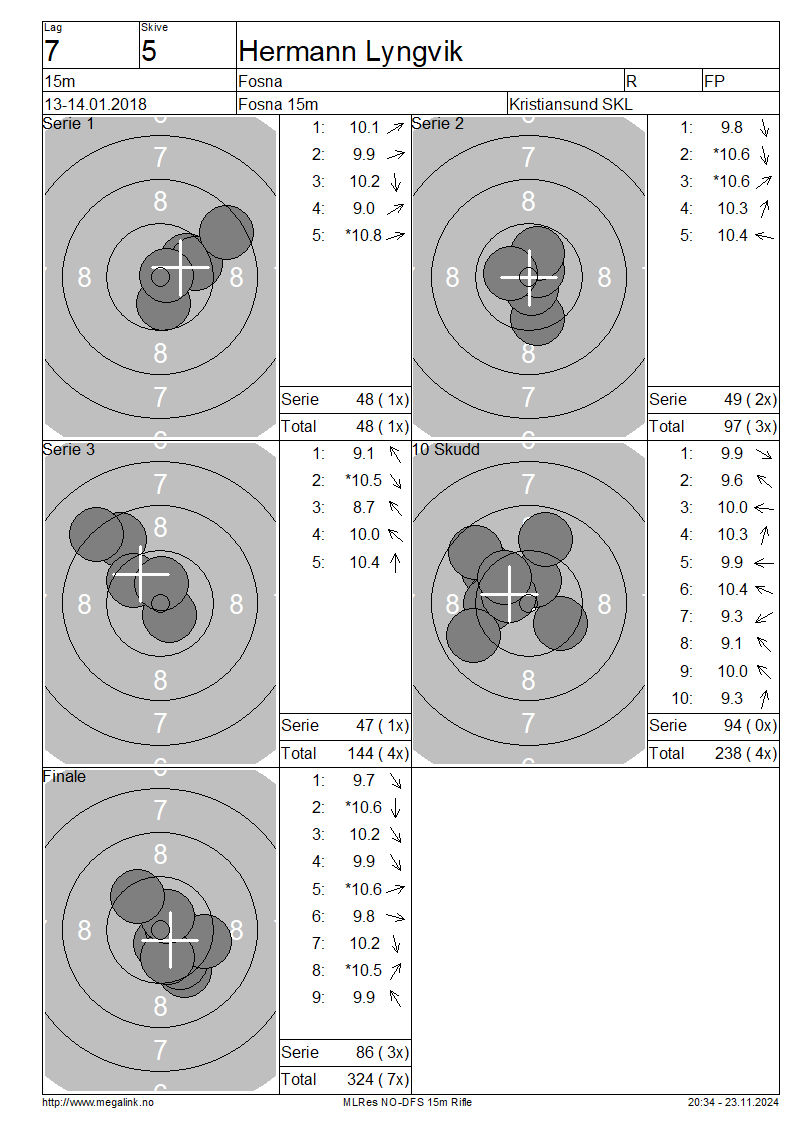 Lag
7
Skive
5
Hermann Lyngvik
15m
Fosna
R
FP
13-14.01.2018
Fosna 15m
Kristiansund SKL
Serie 1
7
8
8 8
8
7
1: 10.1
2: 9.9
3: 10.2
4: 9.0
5: *10.8
Serie 48 ( 1x)
Total 48 ( 1x)
Serie 2
7
8
8 8
8
7
1: 9.8
2: *10.6
3: *10.6
4: 10.3
5: 10.4
Serie 49 ( 2x)
Total 97 ( 3x)
Serie 3
7
8
8 8
8
7
1: 9.1
2: *10.5
3: 8.7
4: 10.0
5: 10.4
Serie 47 ( 1x)
Total 144 ( 4x)
10 Skudd
7
8
8 8
8
7
1: 9.9
2: 9.6
3: 10.0
4: 10.3
5: 9.9
6: 10.4
7: 9.3
8: 9.1
9: 10.0
10: 9.3
Serie 94 ( 0x)
Total 238 ( 4x)
Finale
7
8
8 8
8
7
1: 9.7
2: *10.6
3: 10.2
4: 9.9
5: *10.6
6: 9.8
7: 10.2
8: *10.5
9: 9.9
Serie 86 ( 3x)
Total 324 ( 7x)
http://www.megalink.no
MLRes NO-DFS 15m Rifle
20:34 - 23.11.2024